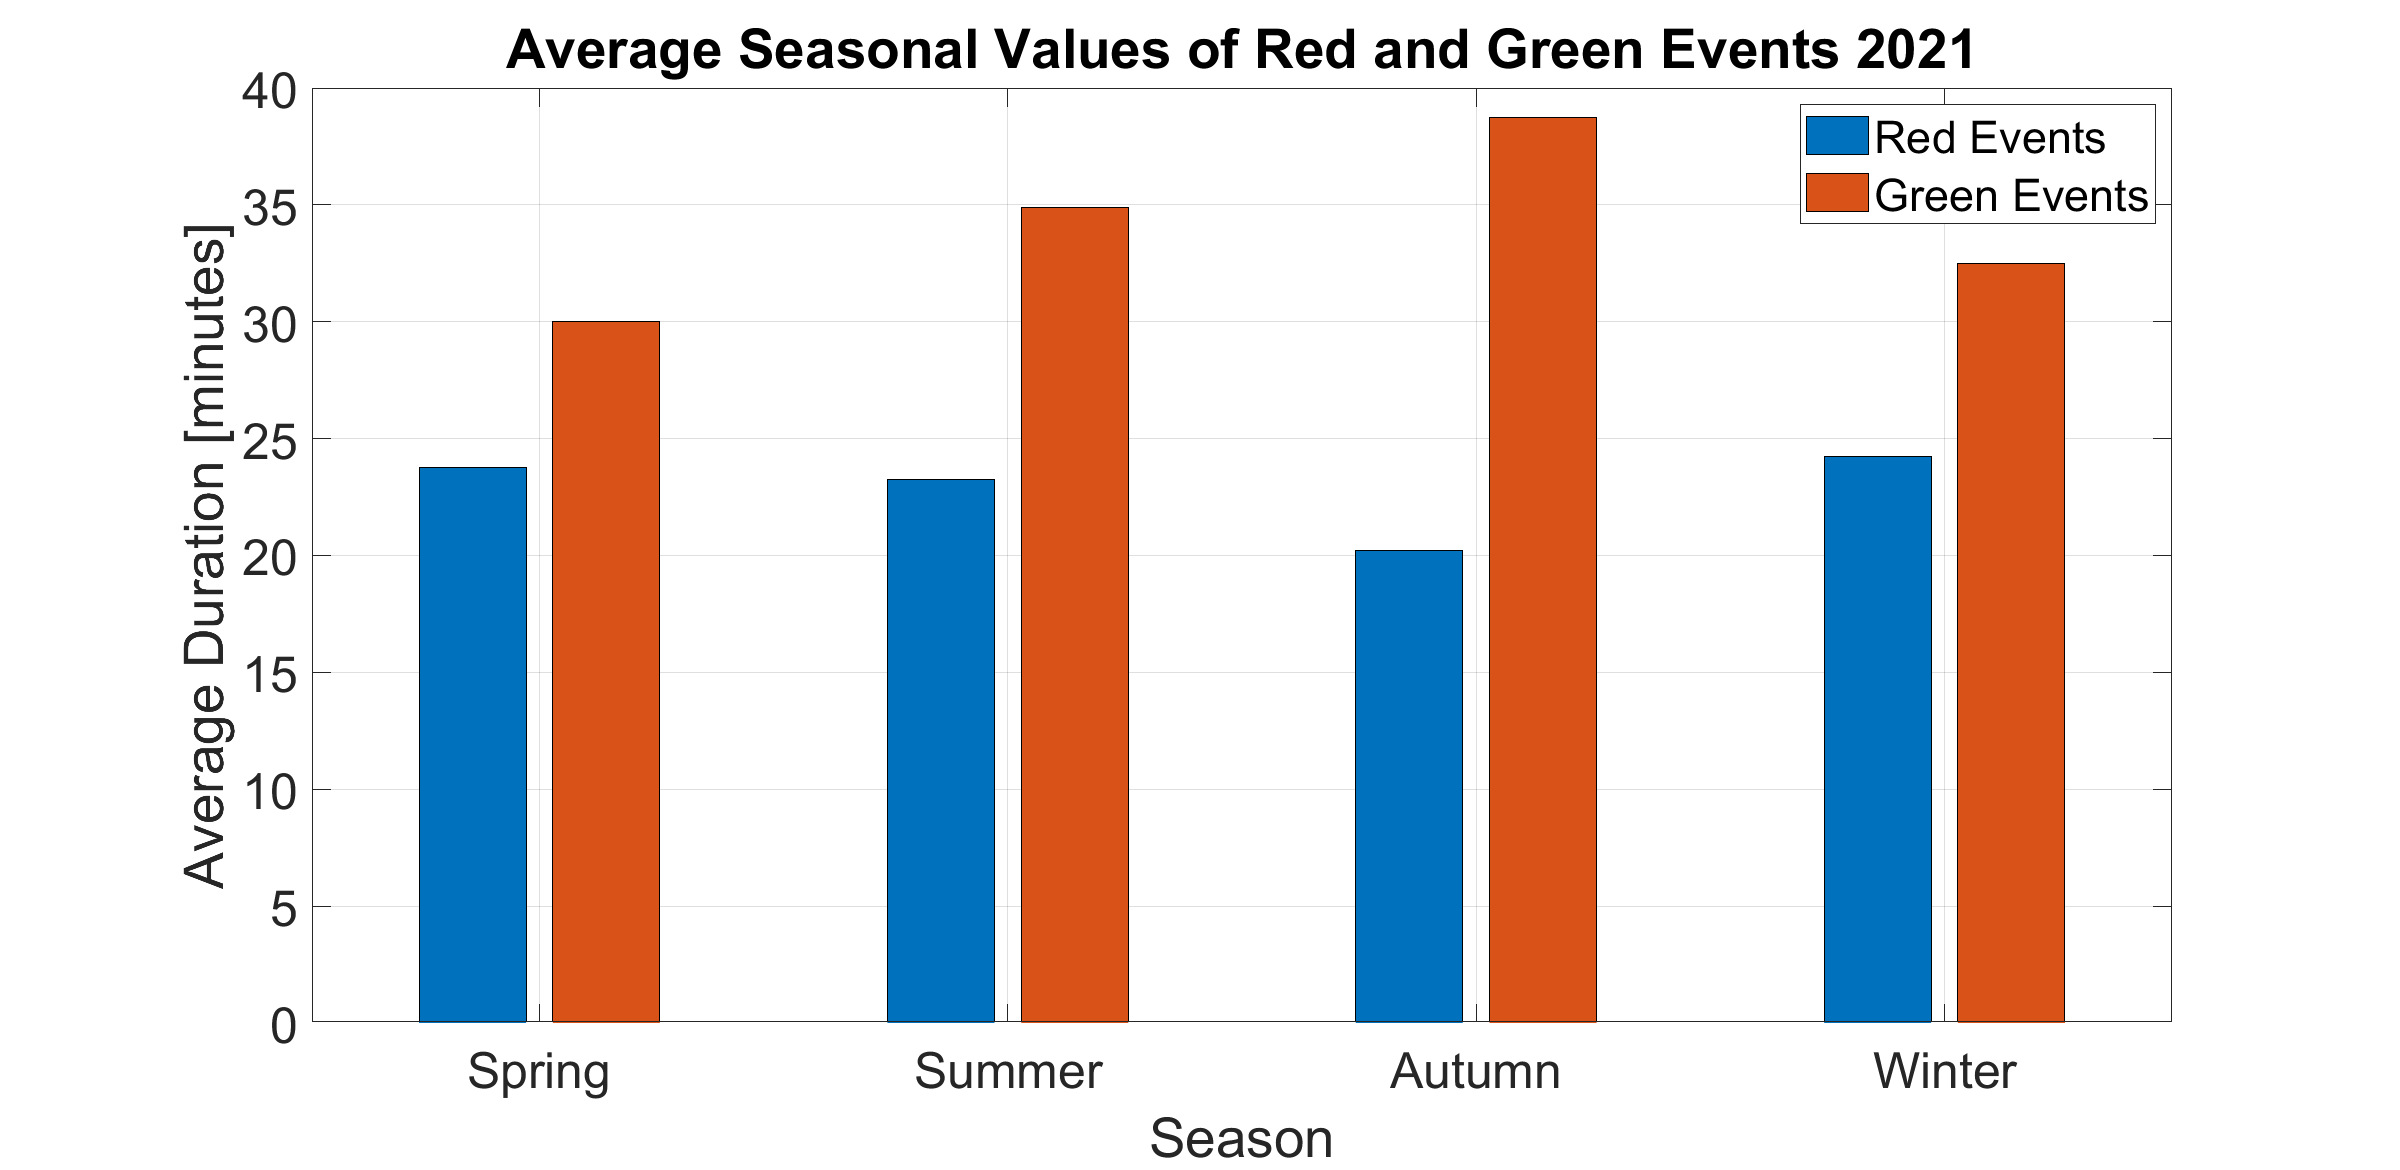 Average Seasonal Values of Red and Green Events 2021
Red Events
Green Events
Average Duration [minutes]
40
35
30
25
20
15
10
5
0
Spring Summer Autumn Winter
Season